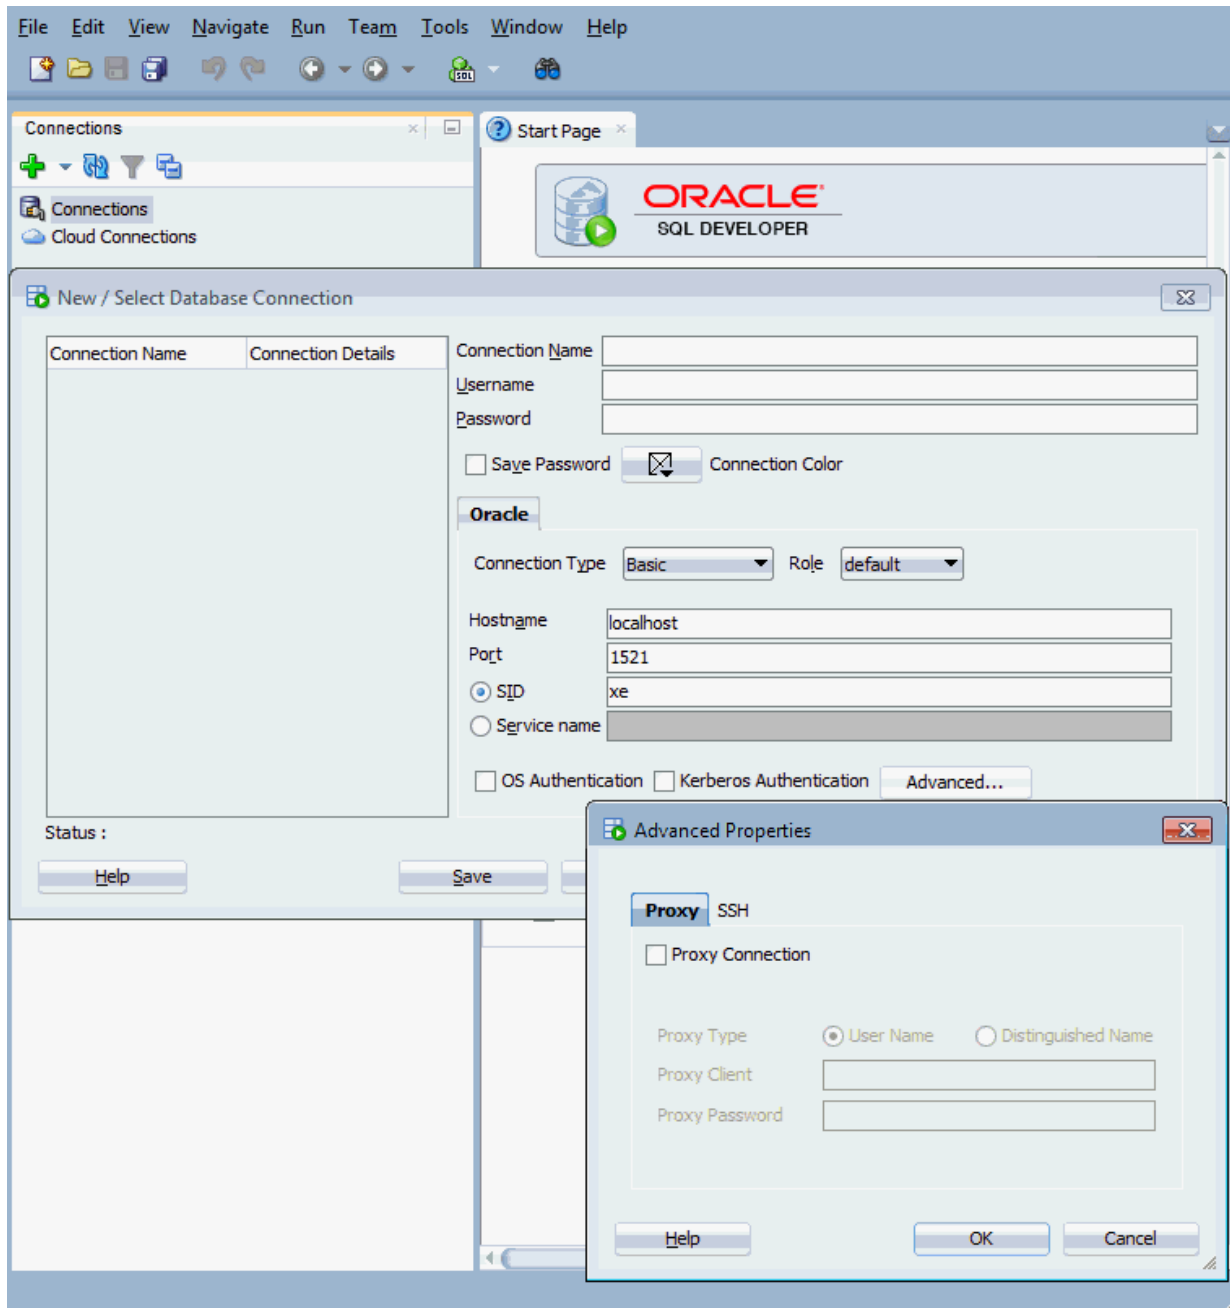 File Edit View Navigate Run Team Tools Window Help
SQL
Connections
Start Page
Connections
Cloud Connections
ORACLE
SQL DEVELOPER
New / Select Database Connection
Connection Name Connection Details
Connection Name
Username
Password
Save Password Connection Color
Oracle
Connection Type Basic Role default
Hostname localhost
Port 1521
SID xe
Service name
OS Authentication Kerberos Authentication Advanced...
Status :
Help Save
Advanced Properties
Proxy SSH
Proxy Connection
Proxy Type User Name Distinguished Name
Proxy Client
Proxy Password
Help OK Cancel